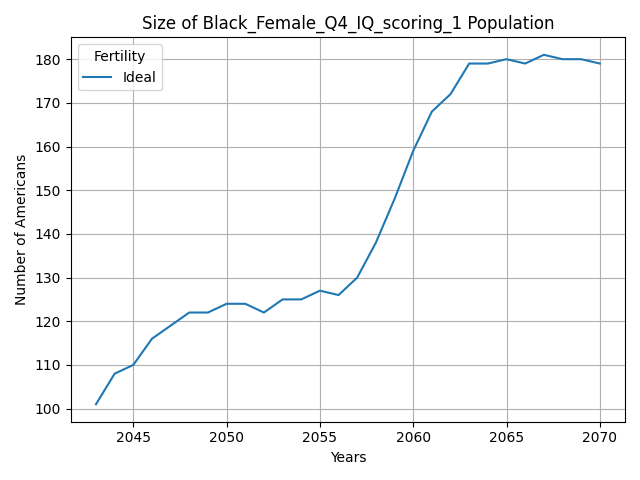 Size of Black_Female_Q4_IQ_scoring_1 Population
Fertility
Ideal
Number of Americans
180
170
160
150
140
130
120
110
100
2045 2050 2055 2060 2065 2070
Years